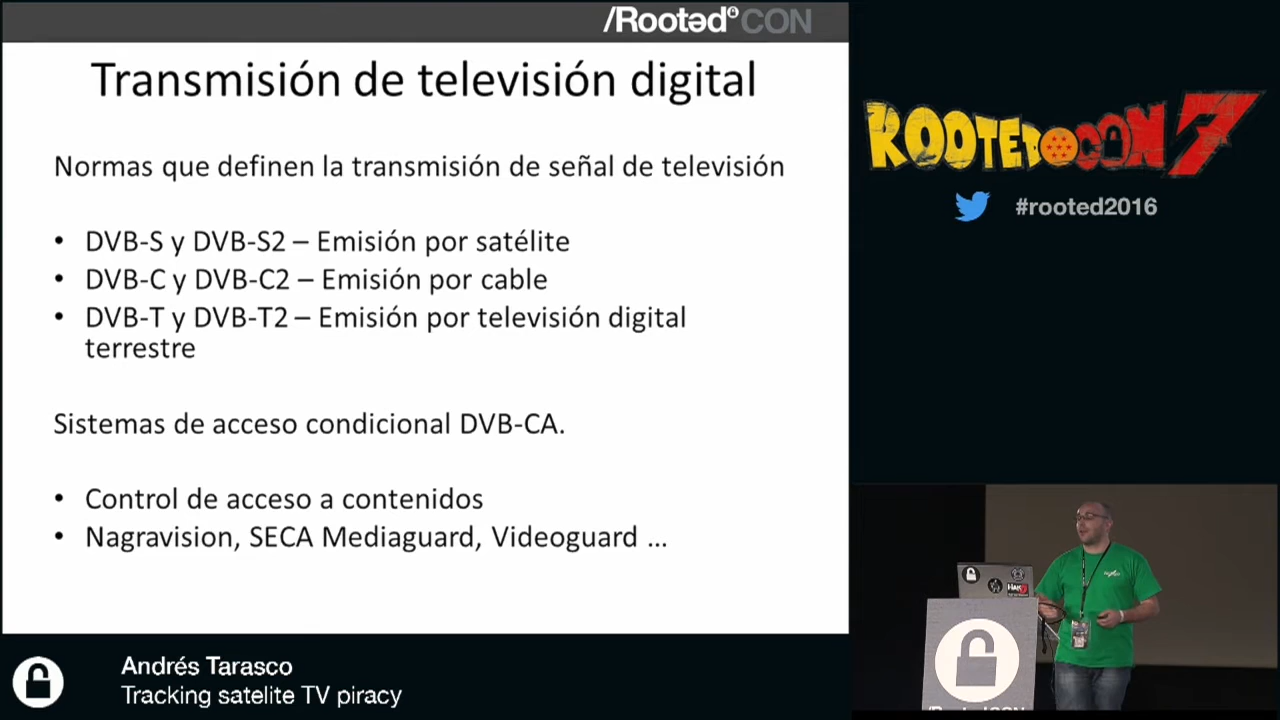 /Rootəd CON
Transmisión de televisión digital
Normas que definen la transmisión de señal de televisión
• DVB-S y DVB-S2 – Emisión por satélite
• DVB-C y DVB-C2 – Emisión por cable
• DVB-T y DVB-T2 – Emisión por televisión digital
terrestre
Sistemas de acceso condicional DVB-CA.
• Control de acceso a contenidos
• Nagravision, SECA Mediaguard, Videoguard ...
ROOTEDCON 7
#rooted2016
Andrés Tarasco
Tracking satelite TV piracy